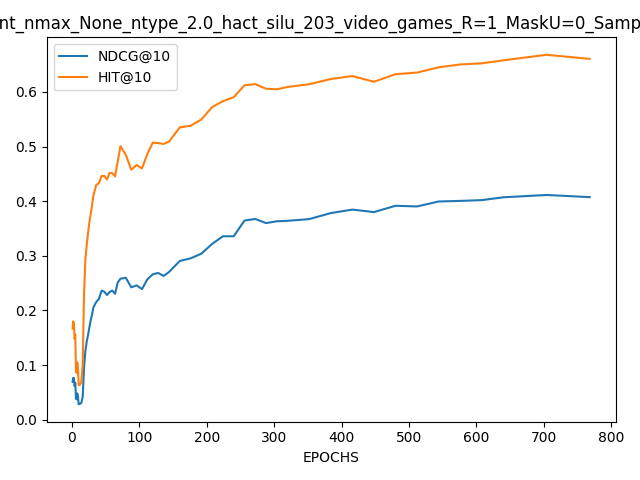 nt_nmax_None_ntype_2.0_hact_silu_203_video_games_R=1_MaskU=0_Samp
NDCG@10
HIT@10
0.6
0.5
0.4
0.3
0.2
0.1
0.0
0 100 200 300 400 500 600 700 800
EPOCHS